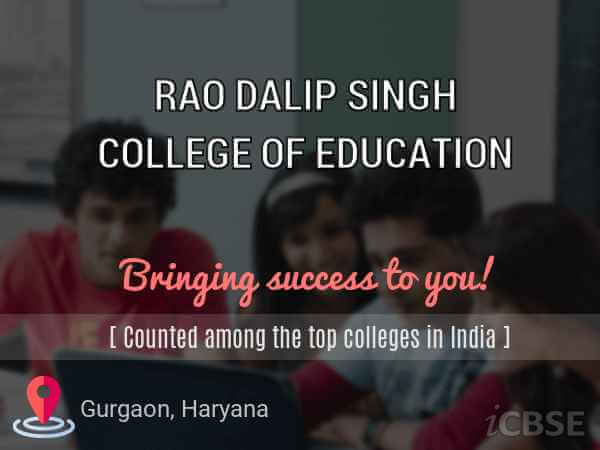 RAO DALIP SINGH
COLLEGE OF EDUCATION
Bringing success to you!
[ Counted among the top colleges in India ]
Gurgaon, Haryana
iCBSE